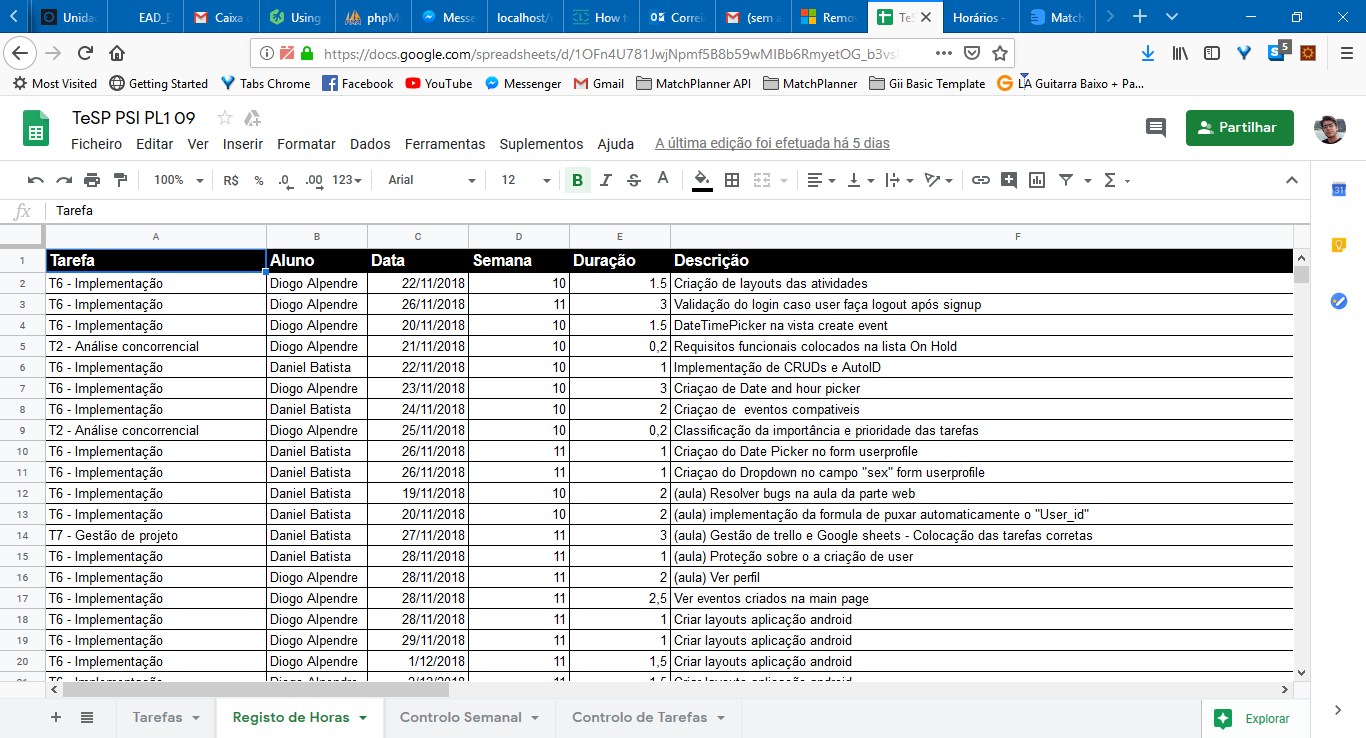 Unidad EAD_E Caixa Using phpMy Messe localhost/ How to Correi (sem a Remov TeS Horários - Match
https://docs.google.com/spreadsheets/d/1OFn4U781JwjNpmf5B8b59wMIBb6RmyetOG_b3vs 5
Most Visited Getting Started Tabs Chrome Facebook YouTube Messenger Gmail MatchPlanner API MatchPlanner Gii Basic Template LA Guitarra Baixo + Pa...
TeSP PSI PL1 09
Partilhar
Ficheiro Editar Ver Inserir Formatar Dados Ferramentas Suplementos Ajuda A última edição foi efetuada há 5 dias
100% R$ % .0 .00 123 Arial 12 B I S A Σ
31
fx Tarefa
A B C D E F
1 Tarefa Aluno Data Semana Duração Descrição
2 T6 - Implementação Diogo Alpendre 22/11/2018 10 1.5 Criação de layouts das atividades
3 T6 - Implementação Diogo Alpendre 26/11/2018 11 3 Validação do login caso user faça logout após signup
4 T6 - Implementação Diogo Alpendre 20/11/2018 10 1.5 DateTimePicker na vista create event
5 T2 - Análise concorrencial Diogo Alpendre 21/11/2018 10 0,2 Requisitos funcionais colocados na lista On Hold
6 T6 - Implementação Daniel Batista 22/11/2018 10 1 Implementação de CRUDs e AutoID
7 T6 - Implementação Diogo Alpendre 23/11/2018 10 3 Criaçao de Date and hour picker
8 T6 - Implementação Daniel Batista 24/11/2018 10 2 Criaçao de  eventos compativeis
9 T2 - Análise concorrencial Diogo Alpendre 25/11/2018 10 0,2 Classificação da importância e prioridade das tarefas
10 T6 - Implementação Daniel Batista 26/11/2018 11 1 Criaçao do Date Picker no form userprofile
11 T6 - Implementação Daniel Batista 26/11/2018 11 1 Criaçao do Dropdown no campo "sex" form userprofile
12 T6 - Implementação Daniel Batista 19/11/2018 10 2 (aula) Resolver bugs na aula da parte web
13 T6 - Implementação Daniel Batista 20/11/2018 10 2 (aula) implementação da formula de puxar automaticamente o "User_id"
14 T7 - Gestão de projeto Daniel Batista 27/11/2018 11 3 (aula) Gestão de trello e Google sheets - Colocação das tarefas corretas
15 T6 - Implementação Daniel Batista 28/11/2018 11 1 (aula) Proteção sobre o a criação de user
16 T6 - Implementação Diogo Alpendre 28/11/2018 11 2 (aula) Ver perfil
17 T6 - Implementação Diogo Alpendre 28/11/2018 11 2,5 Ver eventos criados na main page
18 T6 - Implementação Diogo Alpendre 28/11/2018 11 1 Criar layouts aplicação android
19 T6 - Implementação Diogo Alpendre 29/11/2018 11 1 Criar layouts aplicação android
20 T6 - Implementação Diogo Alpendre 1/12/2018 11 1,5 Criar layouts aplicação android
Tarefas Registo de Horas Controlo Semanal Controlo de Tarefas Explorar